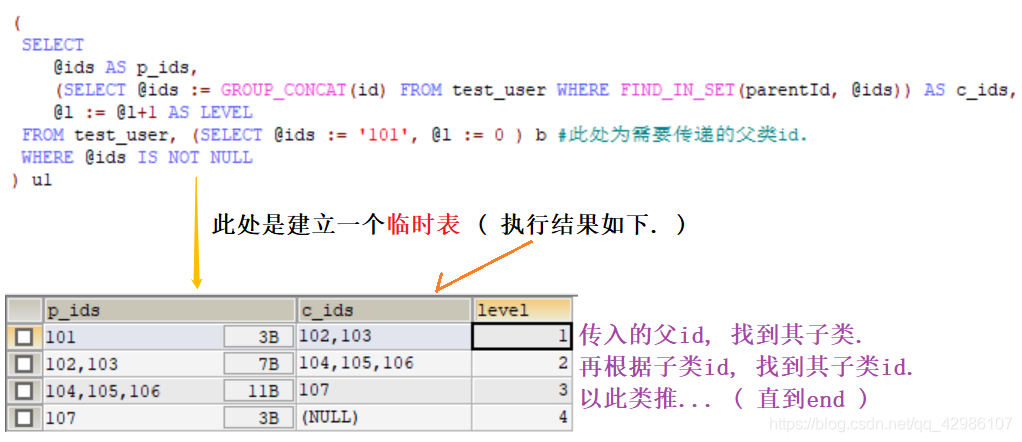 (
SELECT
@ids AS p_ids,
(SELECT @ids := GROUP_CONCAT(id) FROM test_user WHERE FIND_IN_SET(parentId, @ids)) AS c_ids,
@l := @l+1 AS LEVEL
FROM test_user, (SELECT @ids := '101', @l := 0 ) b #此处为需要传递的父类id.
WHERE @ids IS NOT NULL
) ul
此处是建立一个临时表 ( 执行结果如下. )
p_ids c_ids level
101 3B 102,103 1
102,103 7B 104,105,106 2
104,105,106 11B 107 3
107 3B (NULL) 4
传入的父id, 找到其子类.
再根据子类id, 找到其子类id.
以此类推... ( 直到end )
https://blog.csdn.net/qq_42986107